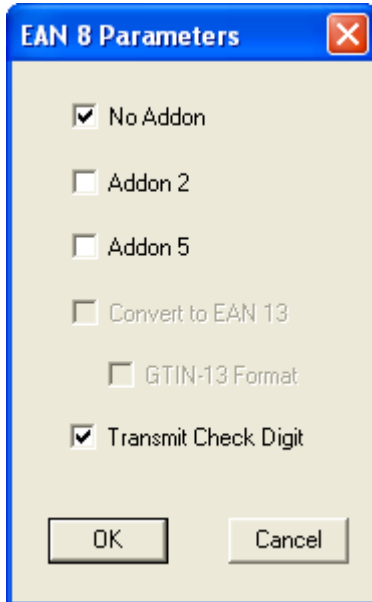 EAN 8 Parameters
No Addon
Addon 2
Addon 5
Convert to EAN 13
GTIN-13 Format
Transmit Check Digit
OK Cancel